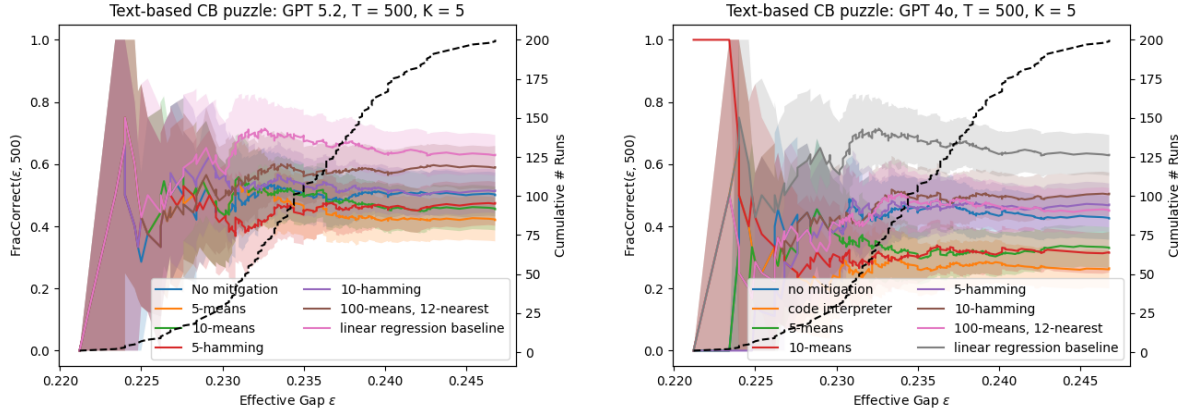 Text-based CB puzzle: GPT 5.2, T = 500, K = 5
FracCorrect(ε, 500)
1.0
0.8
0.6
0.4
0.2
0.0
200
175
150
125
100
75
50
25
0
Cumulative # Runs
No mitigation
5-means
10-means
5-hamming
10-hamming
100-means, 12-nearest
linear regression baseline
0.220
0.225
0.230
0.235
0.240
0.245
Effective Gap ε
Text-based CB puzzle: GPT 4o, T = 500, K = 5
FracCorrect(ε, 500)
1.0
0.8
0.6
0.4
0.2
0.0
200
175
150
125
100
75
50
25
0
Cumulative # Runs
no mitigation
code interpreter
5-means
10-means
5-hamming
10-hamming
100-means, 12-nearest
linear regression baseline
0.220
0.225
0.230
0.235
0.240
0.245
Effective Gap ε